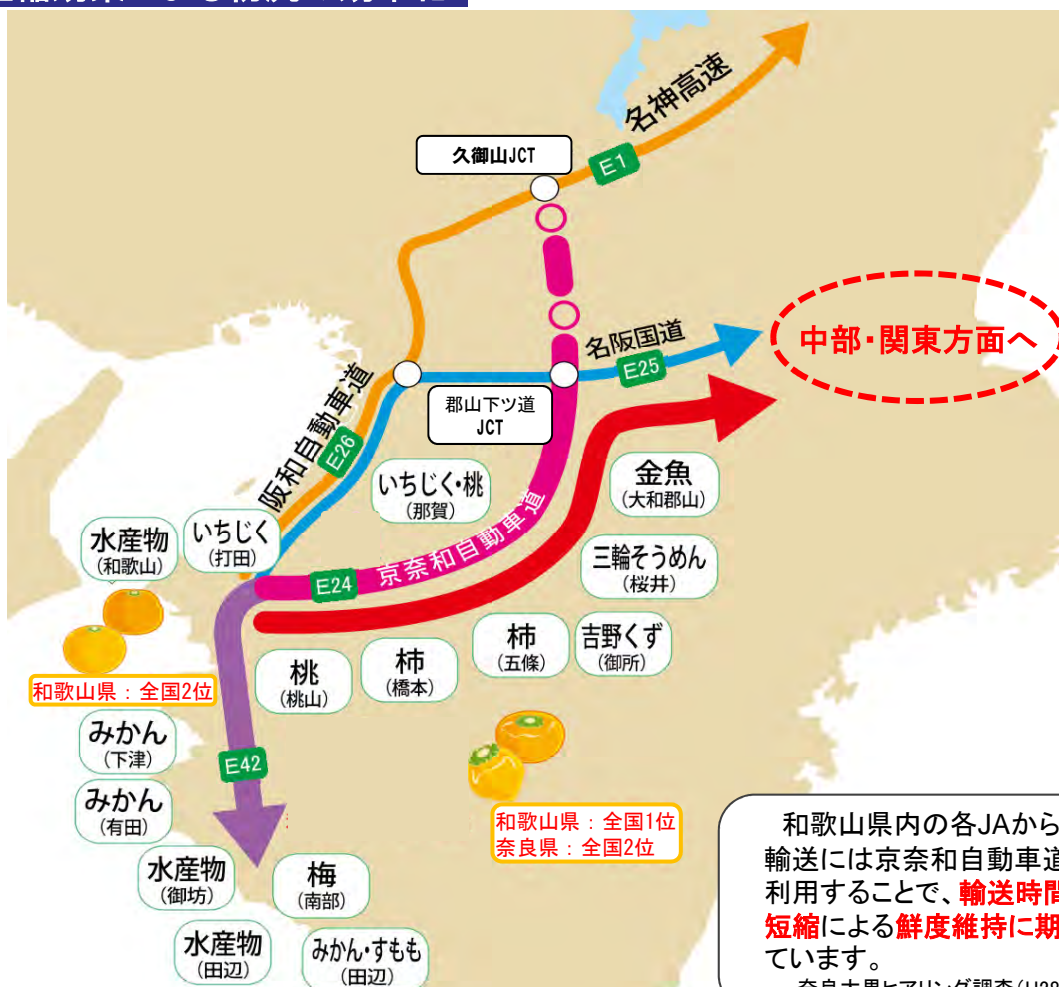 名神高速
久御山JCT
E1
中部・関東方面へ
名阪国道
E25
阪和自動車道
E26
郡山下ツ道
JCT
いちじく・桃
(那賀)
金魚
(大和郡山)
水産物
(和歌山)
いちじく
(打田)
京奈和自動車道
E24
三輪そうめん
(桜井)
柿
(五條)
吉野くず
(御所)
桃
(桃山)
柿
(橋本)
和歌山県：全国2位
みかん
(下津)
E42
みかん
(有田)
和歌山県：全国1位
奈良県：全国2位
水産物
(御坊)
梅
(南部)
水産物
(田辺)
みかん・すもも
(田辺)
和歌山県内の各JAから
輸送には京奈和自動車道
利用することで、輸送時間
短縮による鮮度維持に期
ています。